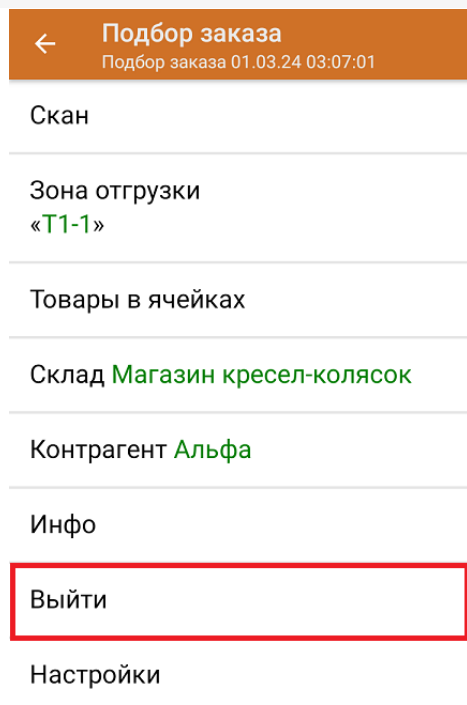 Подбор заказа
Подбор заказа 01.03.24 03:07:01
Скан
Зона отгрузки
«Т1-1»
Товары в ячейках
Склад Магазин кресел-колясок
Контрагент Альфа
Инфо
Выйти
Настройки